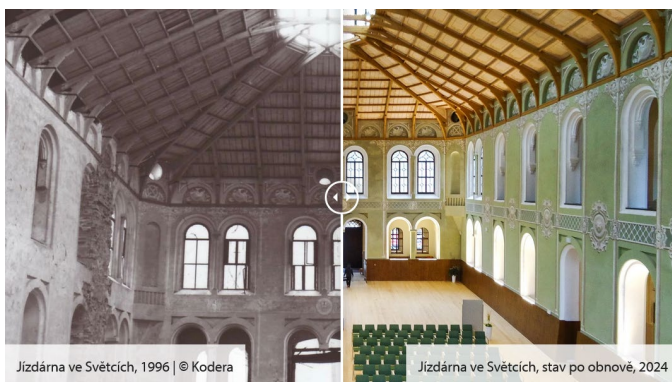 Jízdárna ve Světcích, 1996 | © Kodera
Jízdárna ve Světcích, stav po obnově, 2024